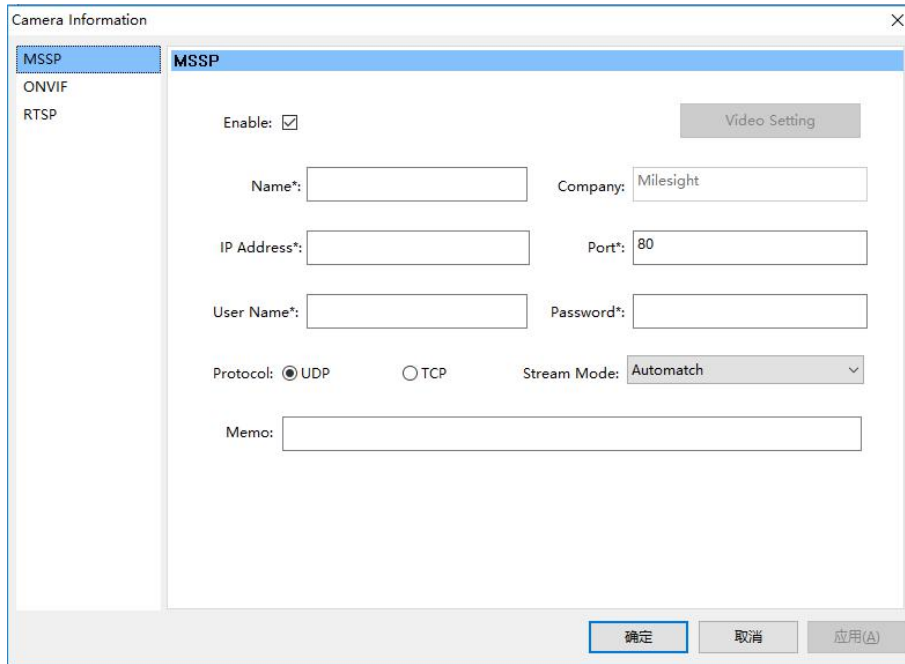 Camera Information
MSSP
ONVIF
RTSP
MSSP
Enable:
Video Setting
Name*:
Company: Milesight
IP Address*:
Port*: 80
User Name*:
Password*:
Protocol: UDP TCP
Stream Mode: Automatch
Memo:
确定 取消 应用(A)